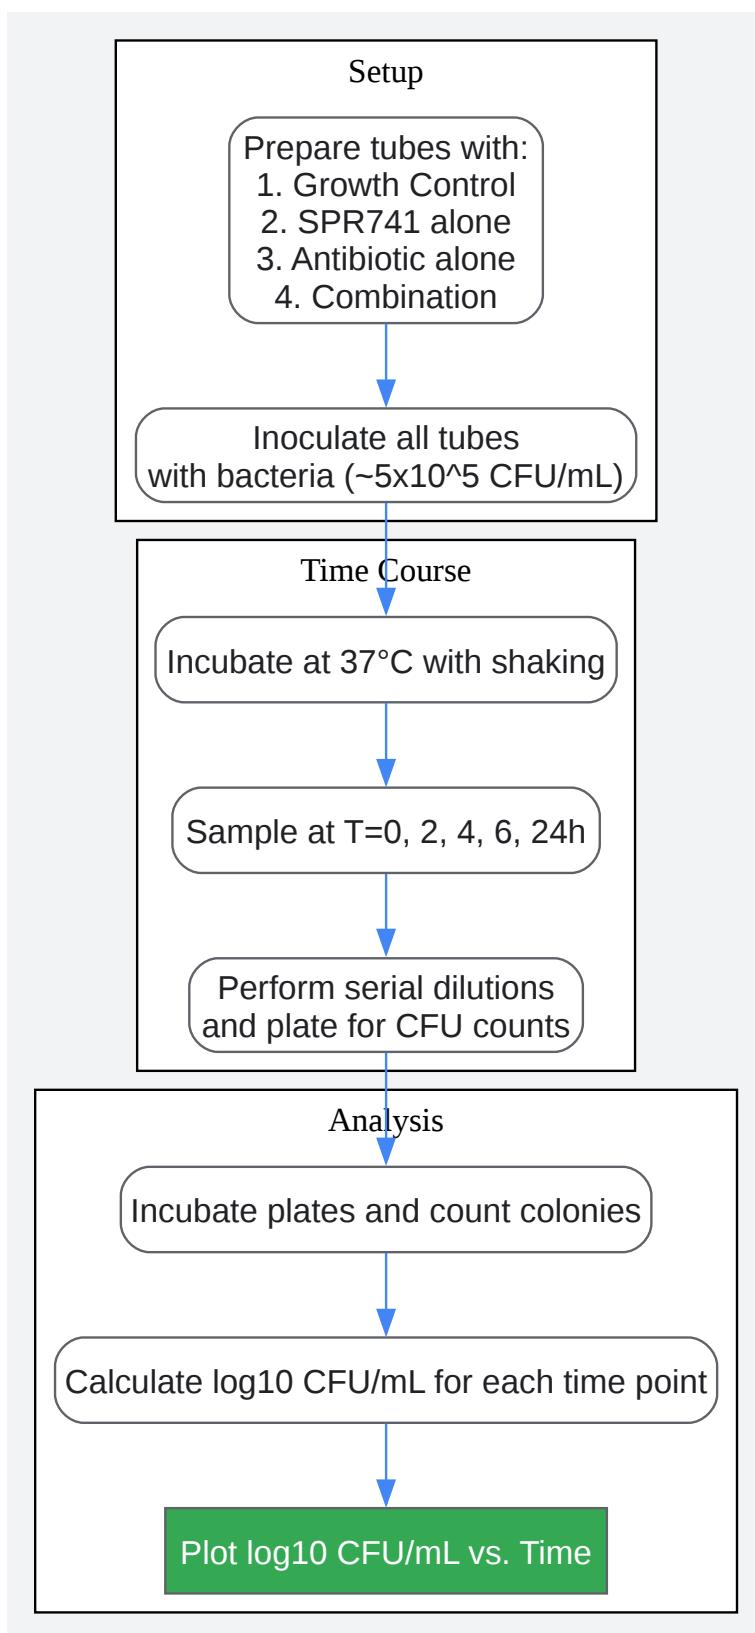 Setup
Prepare tubes with:
1. Growth Control
2. SPR741 alone
3. Antibiotic alone
4. Combination
Inoculate all tubes
with bacteria (~5x10^5 CFU/mL)
Time Course
Incubate at 37°C with shaking
Sample at T=0, 2, 4, 6, 24h
Perform serial dilutions
and plate for CFU counts
Analysis
Incubate plates and count colonies
Calculate log10 CFU/mL for each time point
Plot log10 CFU/mL vs. Time